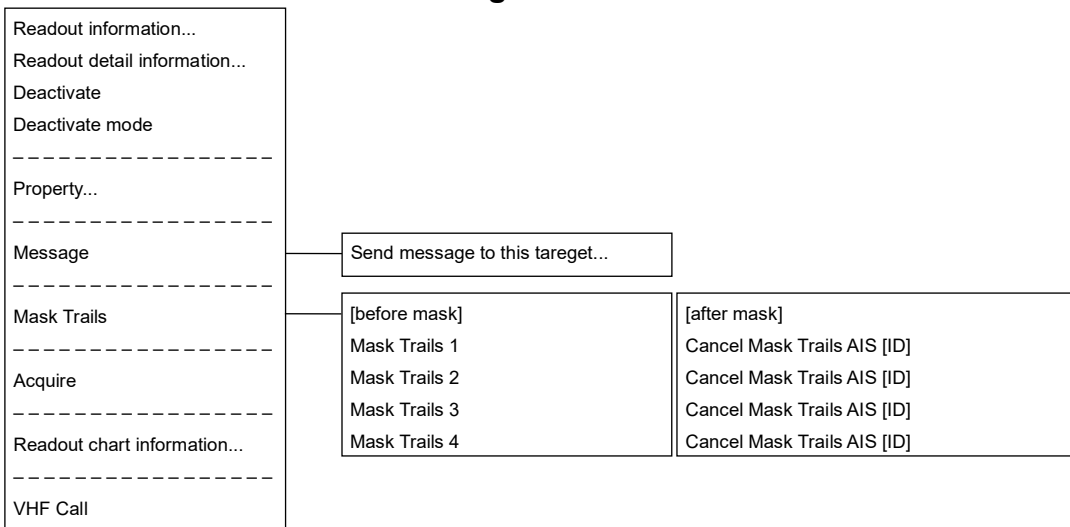 Readout information...
Readout detail information...
Deactivate
Deactivate mode
Property...
Message
Send message to this tareget...
Mask Trails
[before mask]
[after mask]
Mask Trails 1
Cancel Mask Trails AIS [ID]
Mask Trails 2
Cancel Mask Trails AIS [ID]
Mask Trails 3
Cancel Mask Trails AIS [ID]
Mask Trails 4
Cancel Mask Trails AIS [ID]
Acquire
Readout chart information...
VHF Call